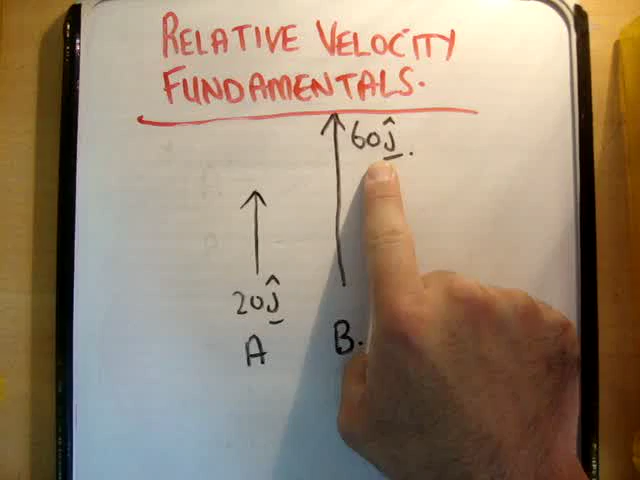 RELATIVE VELOCITY
FUNDAMENTALS.
60ĵ.
20ĵ
A
B.